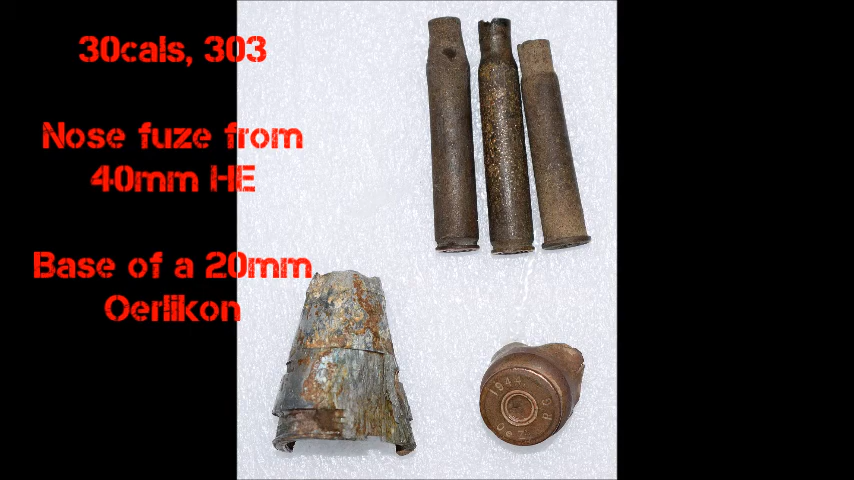 30cals, 303
Nose fuze from
40mm HE
Base of a 20mm
Oerlikon